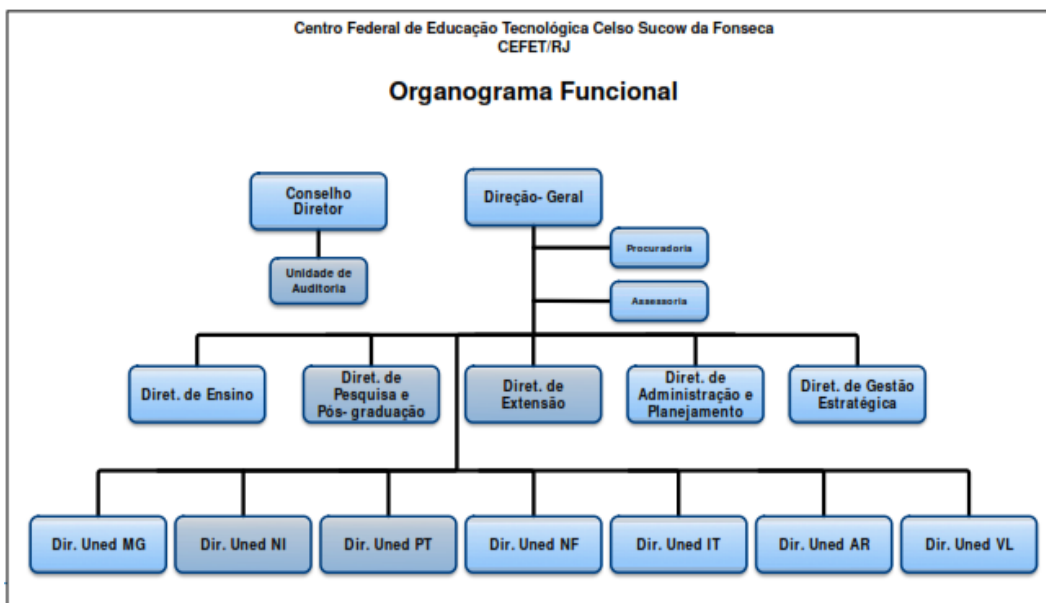 Centro Federal de Educação Tecnológica Celso Sucow da Fonseca
CEFET/RJ
Organograma Funcional
Conselho
Diretor
Direção- Geral
Procuradoria
Unidade de
Auditoria
Assessoria
Diret. de Ensino
Diret. de
Pesquisa e
Pós- graduação
Diret. de
Extensão
Diret. de
Administração e
Planejamento
Diret. de Gestão
Estratégica
Dir. Uned MG
Dir. Uned NI
Dir. Uned PT
Dir. Uned NF
Dir. Uned IT
Dir. Uned AR
Dir. Uned VL